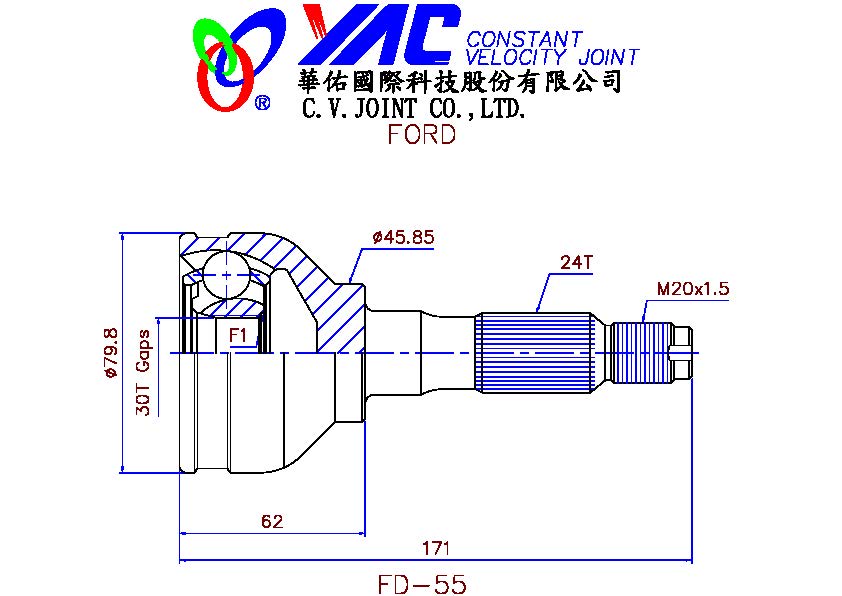 YAC CONSTANT
VELOCITY JOINT
®
華佑國際科技股份有限公司
C.V.JOINT CO.,LTD.
FORD
ø45.85
24T
M20x1.5
F1
ø79.8
30T Gaps
62
171
FD-55